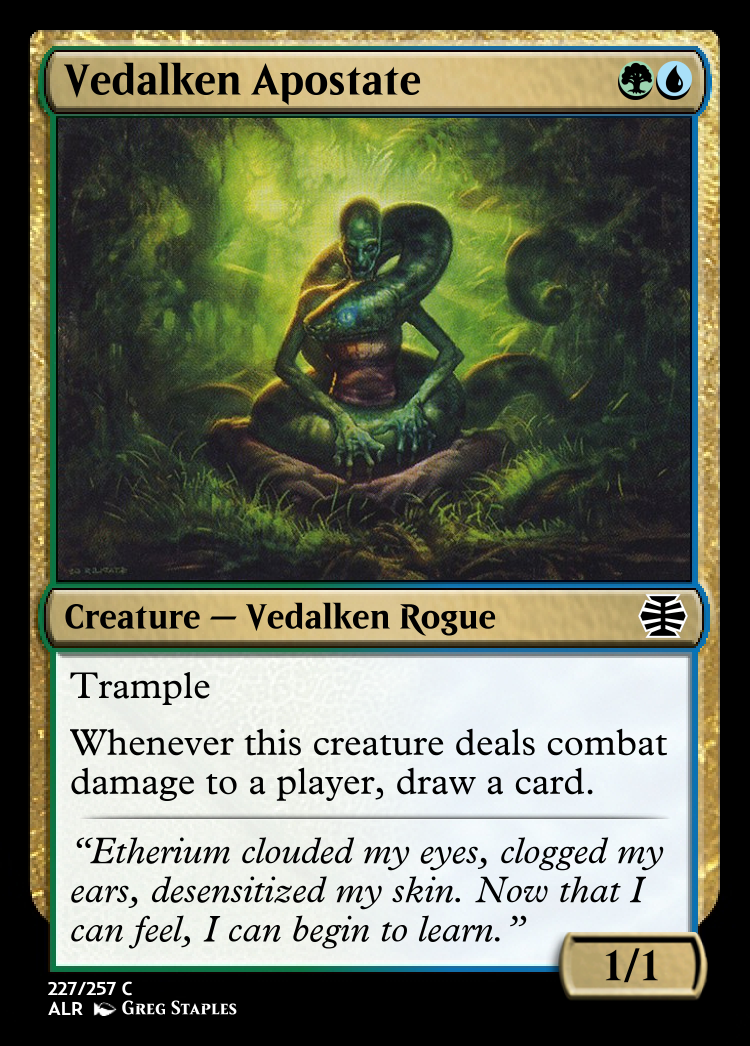 Vedalken Apostate
Creature — Vedalken Rogue
Trample
Whenever this creature deals combat
damage to a player, draw a card.
“Etherium clouded my eyes, clogged my
ears, desensitized my skin. Now that I
can feel, I can begin to learn.”
1/1
227/257 C
ALR Greg Staples